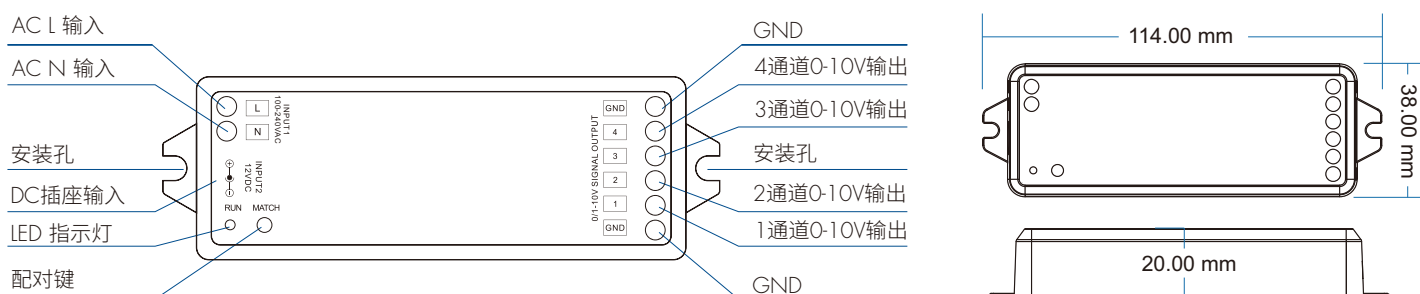 AC L 输入
AC N 输入
安装孔
DC插座输入
LED 指示灯
配对键
L
N
INPUT1
100-240VAC
INPUT2
12VDC
RUN
MATCH
0/1-10V SIGNAL OUTPUT
GND
4
3
2
1
GND
GND
4通道0-10V输出
3通道0-10V输出
安装孔
2通道0-10V输出
1通道0-10V输出
GND
114.00 mm
38.00 mm
20.00 mm